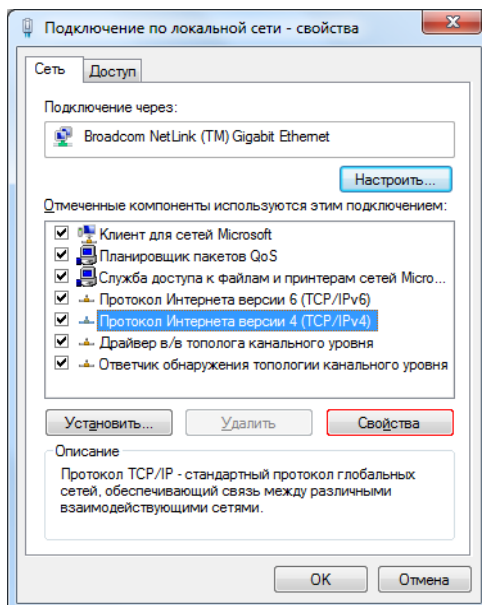 Подключение по локальной сети - свойства
Сеть
Доступ
Подключение через:
Broadcom NetLink (TM) Gigabit Ethernet
Настроить...
Отмеченные компоненты используются этим подключением:
Клиент для сетей Microsoft
Планировщик пакетов QoS
Служба доступа к файлам и принтерам сетей Micro...
Протокол Интернета версии 6 (TCP/IPv6)
Протокол Интернета версии 4 (TCP/IPv4)
Драйвер в/в тополога канального уровня
Ответчик обнаружения топологии канального уровня
Установить...
Удалить
Свойства
Описание
Протокол TCP/IP - стандартный протокол глобальных
сетей, обеспечивающий связь между различными
взаимодействующими сетями.
OK
Отмена